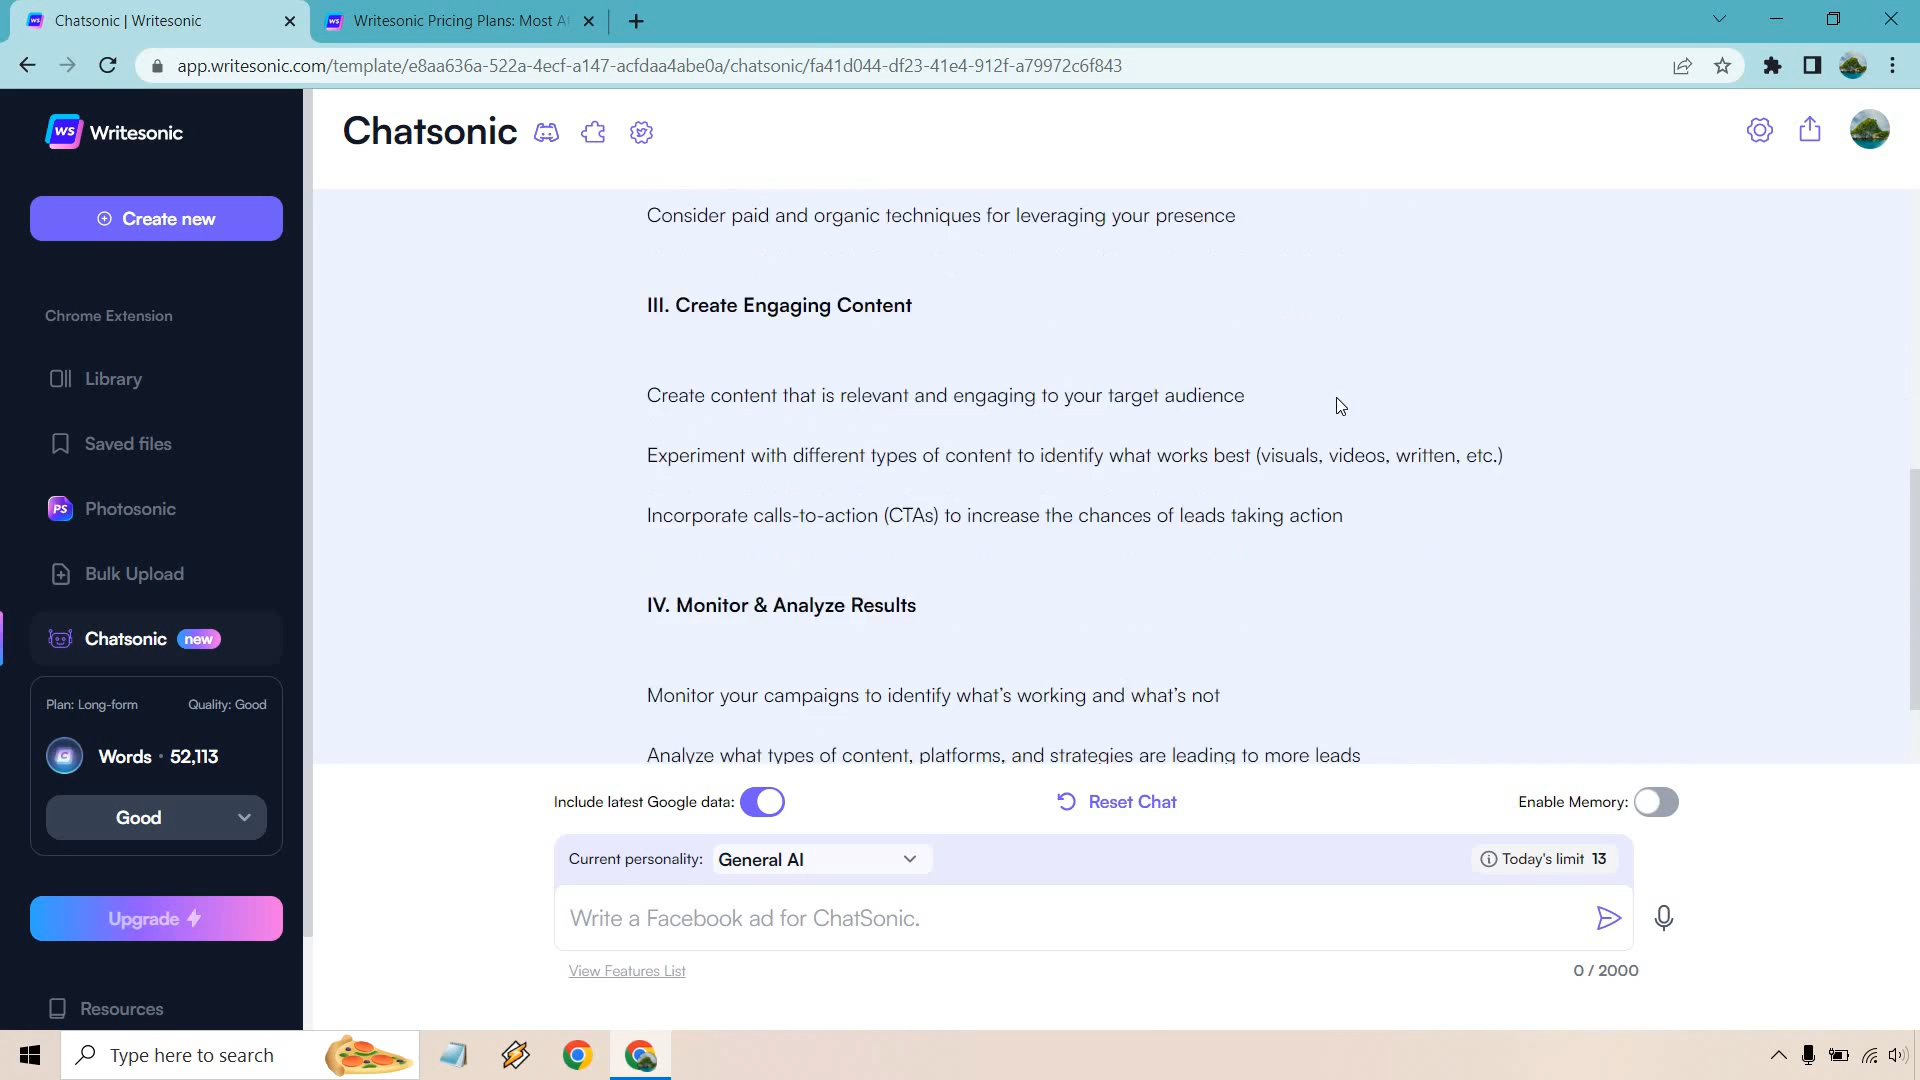 Chatsonic | Writesonic
Writesonic Pricing Plans: Most A
app.writesonic.com/template/e8aa636a-522a-4ecf-a147-acfdaa4abe0a/chatsonic/fa41d044-df23-41e4-912f-a79972c6f843
WS Writesonic
Create new
Chrome Extension
Library
Saved files
PS Photosonic
Bulk Upload
Chatsonic new
Plan: Long-form Quality: Good
Words · 52,113
Good
Upgrade
Resources
Chatsonic
Consider paid and organic techniques for leveraging your presence
III. Create Engaging Content
Create content that is relevant and engaging to your target audience
Experiment with different types of content to identify what works best (visuals, videos, written, etc.)
Incorporate calls-to-action (CTAs) to increase the chances of leads taking action
IV. Monitor & Analyze Results
Monitor your campaigns to identify what's working and what's not
Analyze what types of content, platforms, and strategies are leading to more leads
Include latest Google data: Reset Chat Enable Memory:
Current personality: General AI Today's limit 13
Write a Facebook ad for ChatSonic.
View Features List 0 / 2000
Type here to search